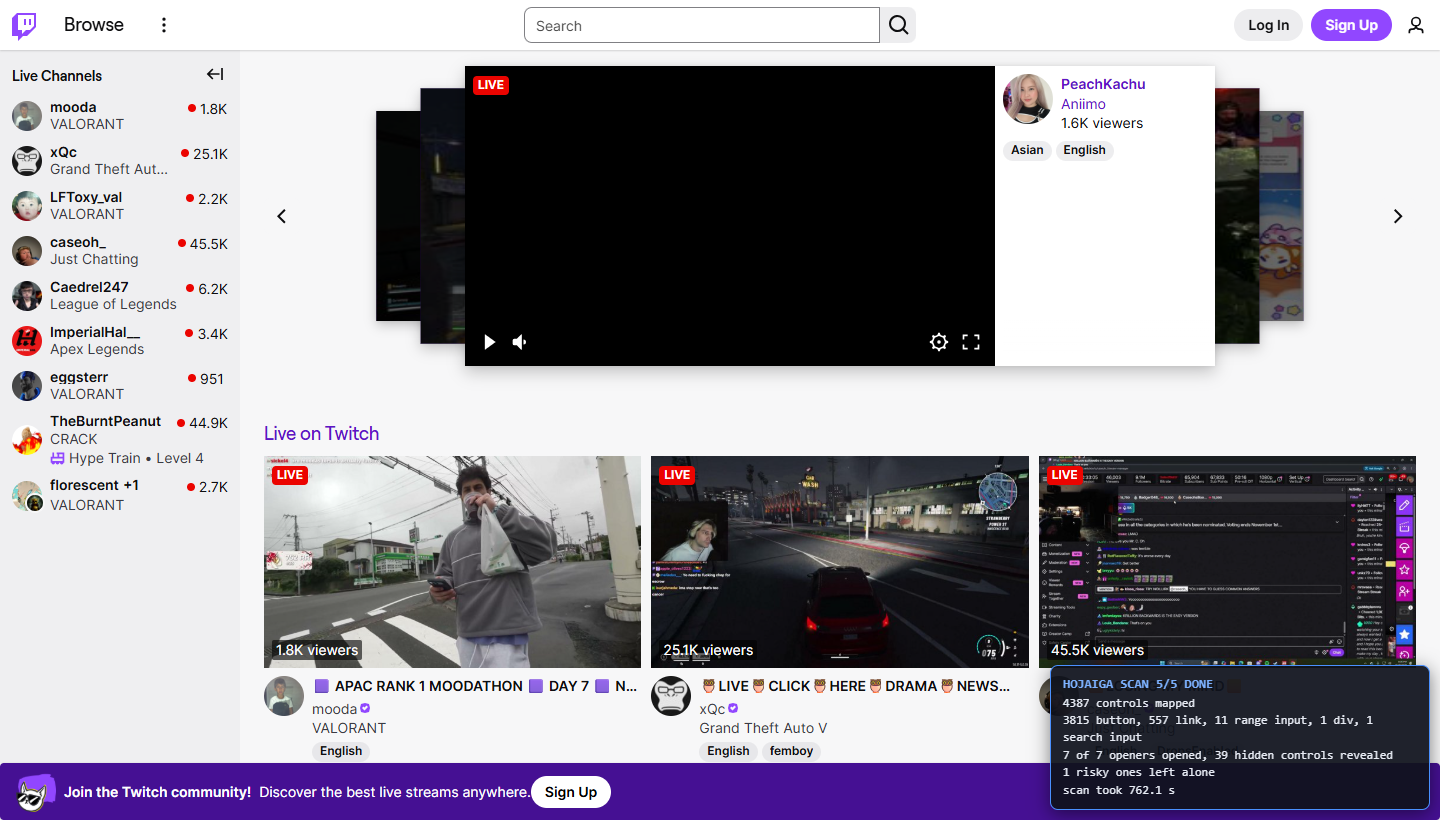 Browse
Search
Log In
Sign Up
Live Channels
mooda
1.8K
VALORANT
xQc
25.1K
Grand Theft Aut...
LFToxy_val
2.2K
VALORANT
caseoh_
45.5K
Just Chatting
Caedrel247
6.2K
League of Legends
ImperialHal__
3.4K
Apex Legends
eggsterr
951
VALORANT
TheBurntPeanut
44.9K
CRACK
Hype Train • Level 4
florescent +1
2.7K
VALORANT
LIVE
PeachKachu
Aniimo
1.6K viewers
Asian
English
Live on Twitch
LIVE
1.8K viewers
🟪 APAC RANK 1 MOODATHON 🟪 DAY 7 🟪 N...
mooda
VALORANT
English
LIVE
GAS WASH
25.1K viewers
🦉LIVE🦉CLICK🦉HERE🦉DRAMA🦉NEWS...
xQc
Grand Theft Auto V
English
femboy
LIVE
45.5K viewers
HOJAIGA SCAN 5/5 DONE
4387 controls mapped
3815 button, 557 link, 11 range input, 1 div, 1
search input
7 of 7 openers opened, 39 hidden controls revealed
1 risky ones left alone
scan took 762.1 s
Join the Twitch community! Discover the best live streams anywhere.
Sign Up